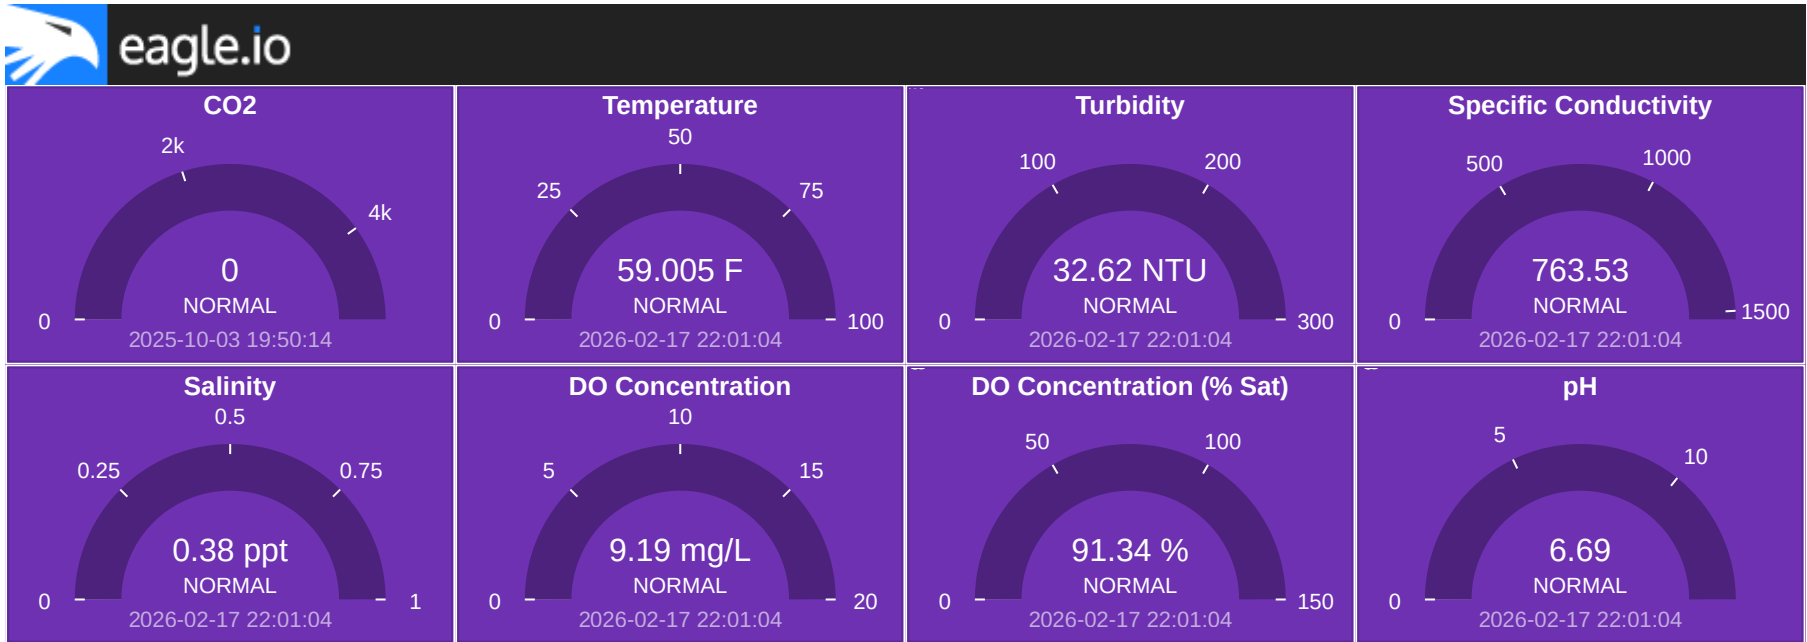 eagle.io
CO2
2k
4k
0
0
NORMAL
2025-10-03 19:50:14
Temperature
50
25
75
59.005 F
NORMAL
0
100
2026-02-17 22:01:04
Turbidity
100
200
32.62 NTU
NORMAL
0
300
2026-02-17 22:01:04
Specific Conductivity
500
1000
763.53
NORMAL
0
1500
2026-02-17 22:01:04
Salinity
0.5
0.25
0.75
0.38 ppt
NORMAL
0
1
2026-02-17 22:01:04
DO Concentration
10
5
15
9.19 mg/L
NORMAL
0
20
2026-02-17 22:01:04
DO Concentration (% Sat)
50
100
91.34 %
NORMAL
0
150
2026-02-17 22:01:04
pH
5
10
6.69
NORMAL
0
2026-02-17 22:01:04